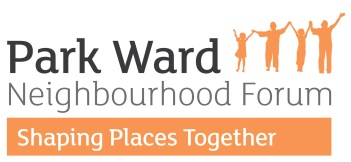 Park Ward
Neighbourhood Forum
Shaping Places Together